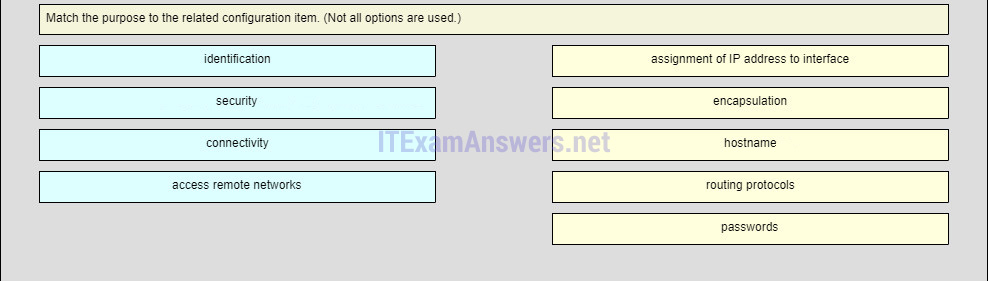 Match the purpose to the related configuration item. (Not all options are used.)
identification
assignment of IP address to interface
security
encapsulation
connectivity
ITExamAnswers.net
hostname
access remote networks
routing protocols
passwords